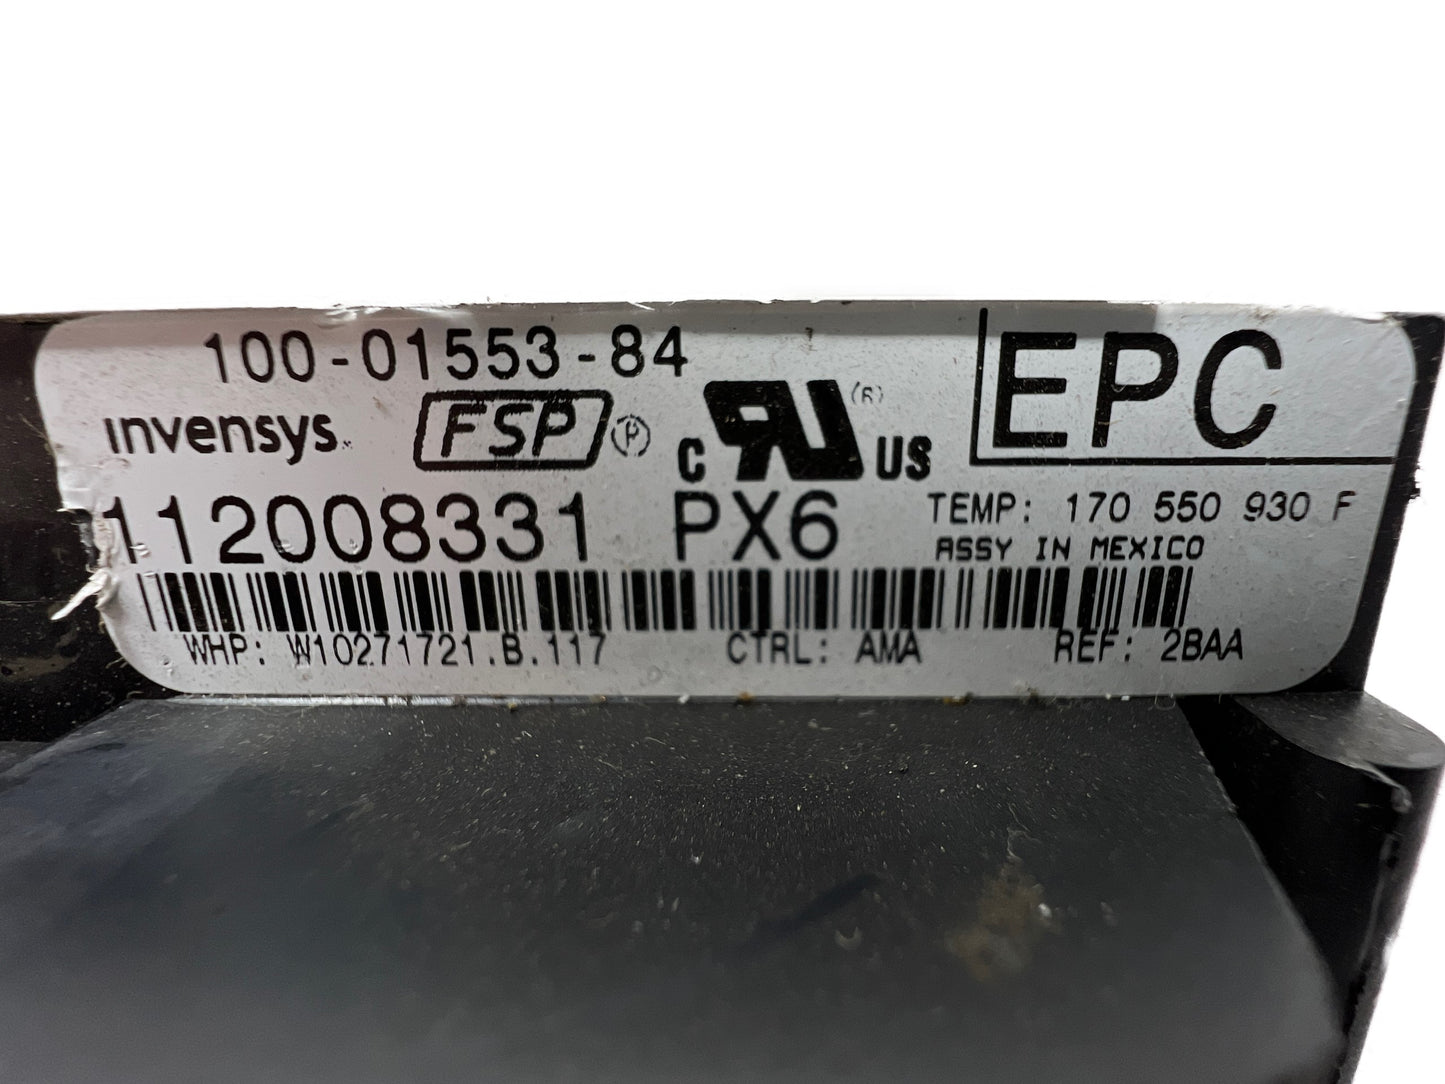 100-01553-84
EPC
invensys FSP (P) C RU (R) US
112008331 PX6
TEMP: 170 550 930 F
ASSY IN MEXICO
WHP: W10271721.B.117 CTRL: AMA REF: 2BAA